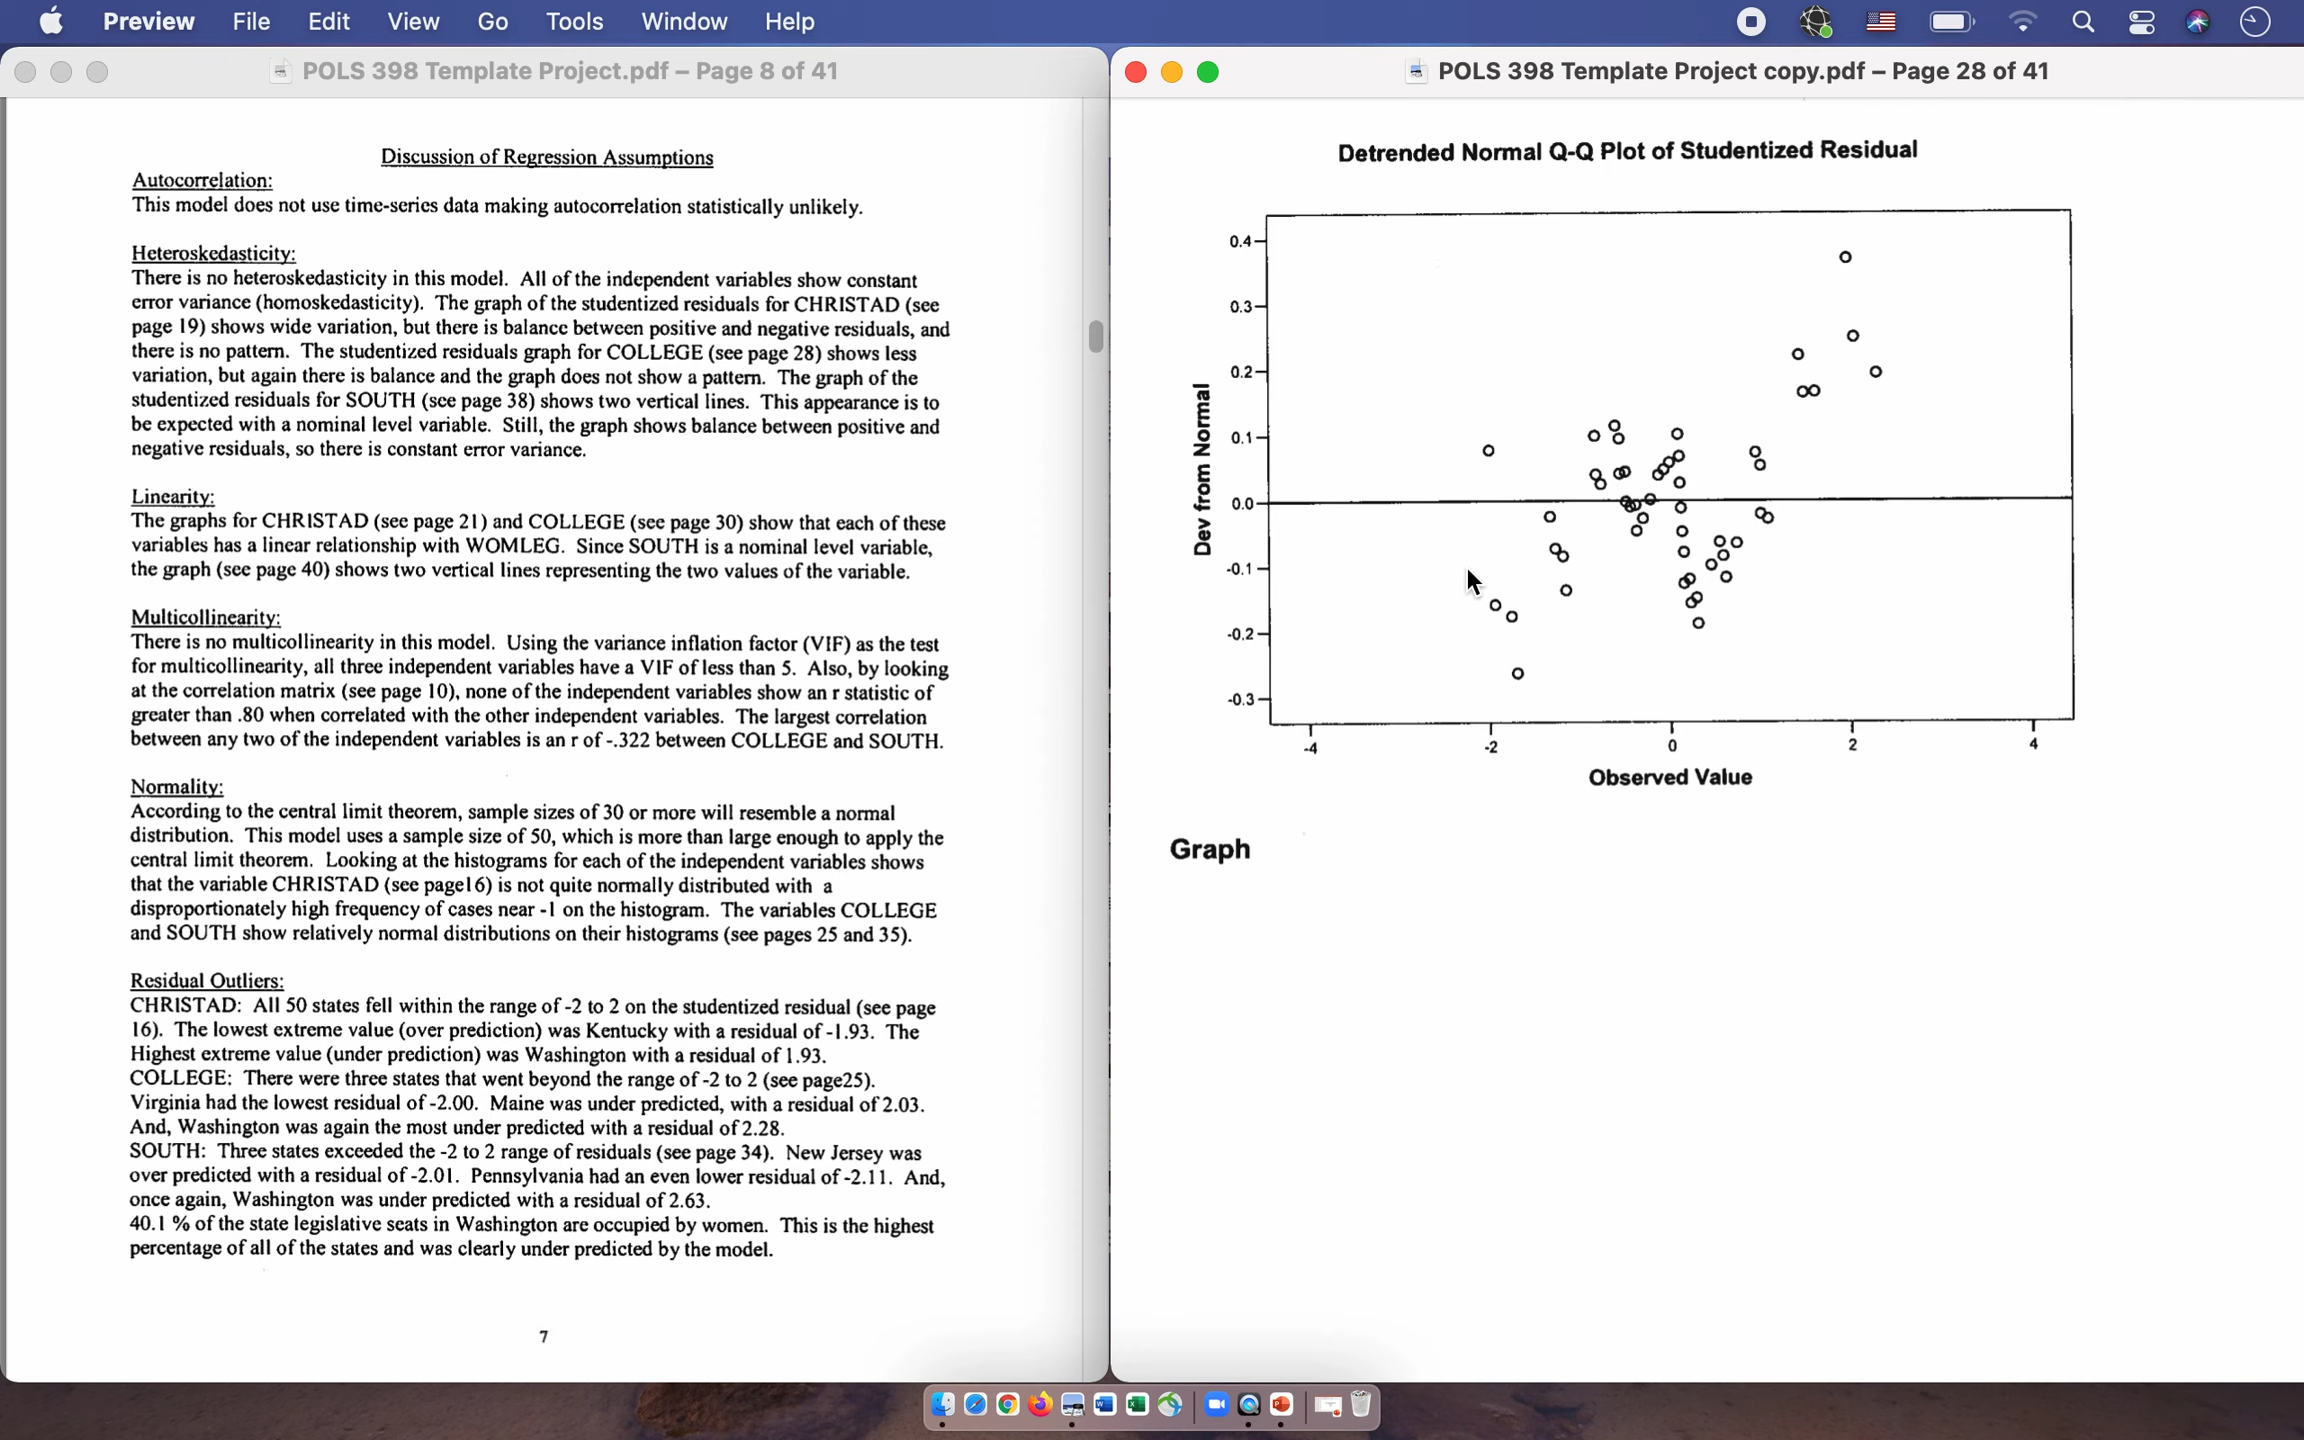 Preview File Edit View Go Tools Window Help
POLS 398 Template Project.pdf – Page 8 of 41
Discussion of Regression Assumptions
Autocorrelation:
This model does not use time-series data making autocorrelation statistically unlikely.
Heteroskedasticity:
There is no heteroskedasticity in this model. All of the independent variables show constant
error variance (homoskedasticity). The graph of the studentized residuals for CHRISTAD (see
page 19) shows wide variation, but there is balance between positive and negative residuals, and
there is no pattern. The studentized residuals graph for COLLEGE (see page 28) shows less
variation, but again there is balance and the graph does not show a pattern. The graph of the
studentized residuals for SOUTH (see page 38) shows two vertical lines. This appearance is to
be expected with a nominal level variable. Still, the graph shows balance between positive and
negative residuals, so there is constant error variance.
Linearity:
The graphs for CHRISTAD (see page 21) and COLLEGE (see page 30) show that each of these
variables has a linear relationship with WOMLEG. Since SOUTH is a nominal level variable,
the graph (see page 40) shows two vertical lines representing the two values of the variable.
Multicollinearity:
There is no multicollinearity in this model. Using the variance inflation factor (VIF) as the test
for multicollinearity, all three independent variables have a VIF of less than 5. Also, by looking
at the correlation matrix (see page 10), none of the independent variables show an r statistic of
greater than .80 when correlated with the other independent variables. The largest correlation
between any two of the independent variables is an r of -.322 between COLLEGE and SOUTH.
Normality:
According to the central limit theorem, sample sizes of 30 or more will resemble a normal
distribution. This model uses a sample size of 50, which is more than large enough to apply the
central limit theorem. Looking at the histograms for each of the independent variables shows
that the variable CHRISTAD (see page16) is not quite normally distributed with a
disproportionately high frequency of cases near -1 on the histogram. The variables COLLEGE
and SOUTH show relatively normal distributions on their histograms (see pages 25 and 35).
Residual Outliers:
CHRISTAD: All 50 states fell within the range of -2 to 2 on the studentized residual (see page
16). The lowest extreme value (over prediction) was Kentucky with a residual of -1.93. The
Highest extreme value (under prediction) was Washington with a residual of 1.93.
COLLEGE: There were three states that went beyond the range of -2 to 2 (see page25).
Virginia had the lowest residual of -2.00. Maine was under predicted, with a residual of 2.03.
And, Washington was again the most under predicted with a residual of 2.28.
SOUTH: Three states exceeded the -2 to 2 range of residuals (see page 34). New Jersey was
over predicted with a residual of -2.01. Pennsylvania had an even lower residual of -2.11. And,
once again, Washington was under predicted with a residual of 2.63.
40.1 % of the state legislative seats in Washington are occupied by women. This is the highest
percentage of all of the states and was clearly under predicted by the model.
7
POLS 398 Template Project copy.pdf – Page 28 of 41
Detrended Normal Q-Q Plot of Studentized Residual
Dev from Normal
0.4
0.3
0.2
0.1
0.0
-0.1
-0.2
-0.3
-4 -2 0 2 4
Observed Value
Graph